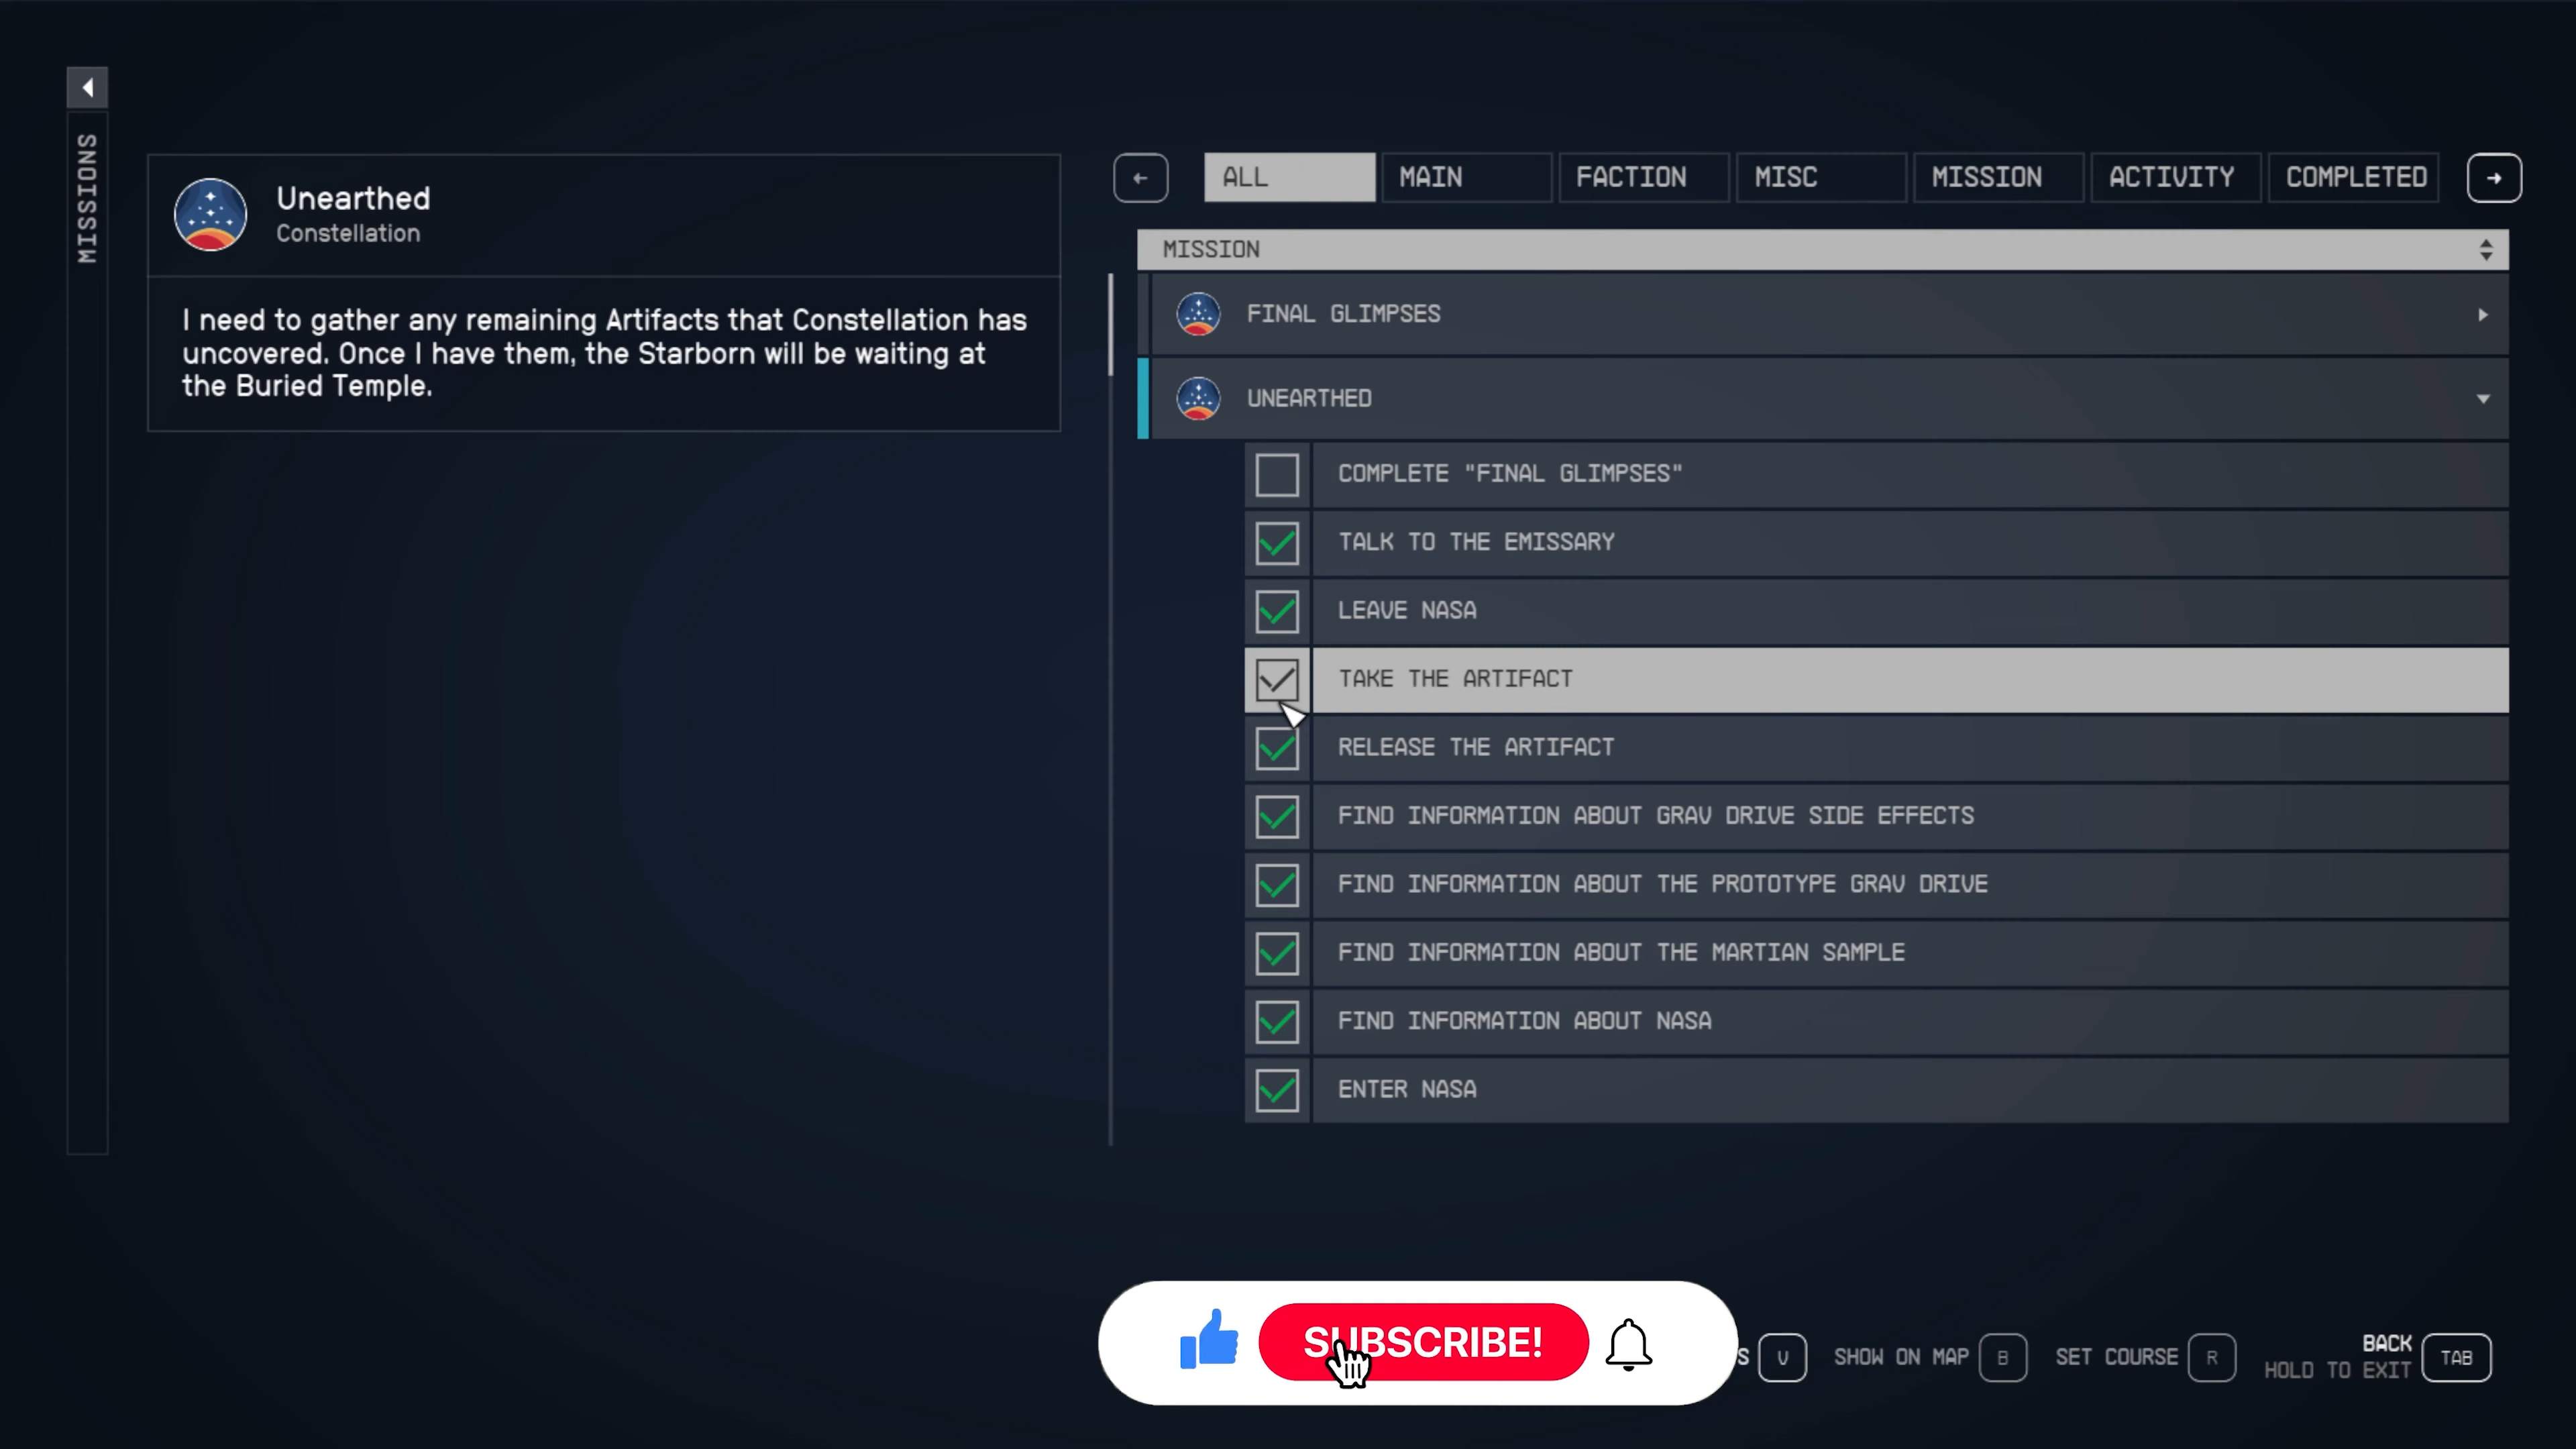 MISSIONS
Unearthed
Constellation
I need to gather any remaining Artifacts that Constellation has
uncovered. Once I have them, the Starborn will be waiting at
the Buried Temple.
ALL MAIN FACTION MISC MISSION ACTIVITY COMPLETED
MISSION
FINAL GLIMPSES
UNEARTHED
COMPLETE "FINAL GLIMPSES"
TALK TO THE EMISSARY
LEAVE NASA
TAKE THE ARTIFACT
RELEASE THE ARTIFACT
FIND INFORMATION ABOUT GRAV DRIVE SIDE EFFECTS
FIND INFORMATION ABOUT THE PROTOTYPE GRAV DRIVE
FIND INFORMATION ABOUT THE MARTIAN SAMPLE
FIND INFORMATION ABOUT NASA
ENTER NASA
SUBSCRIBE!
S V SHOW ON MAP B SET COURSE R BACK TAB
HOLD TO EXIT